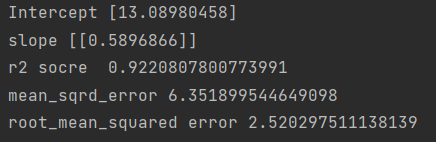 Intercept [13.08980458]
slope [[0.5896866]]
r2 socre  0.9220807800773991
mean_sqrd_error 6.351899544649098
root_mean_squared error 2.520297511138139